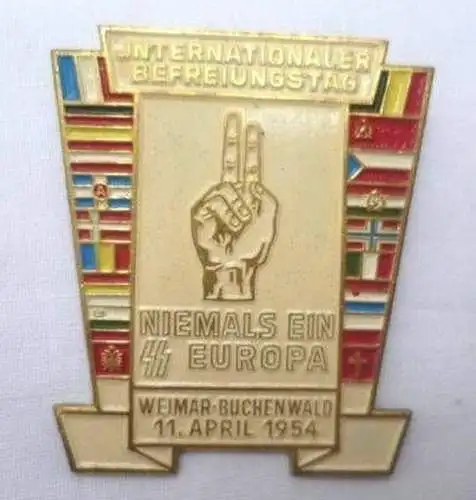 INTERNATIONALER
BEFREIUNGSTAG
NIEMALS EIN
SS EUROPA
WEIMAR-BUCHENWALD
11. APRIL 1954